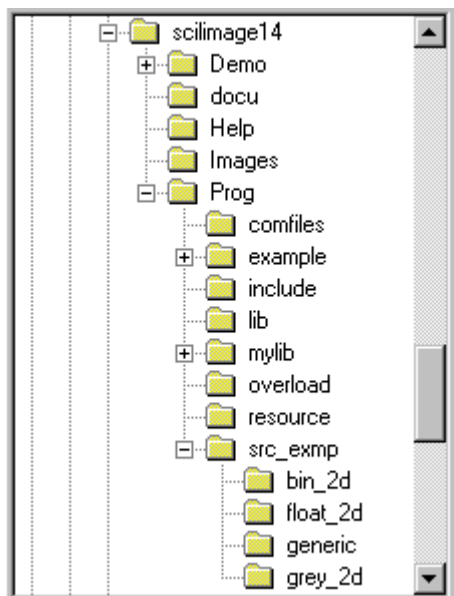 scilimage14
Demo
docu
Help
Images
Prog
comfiles
example
include
lib
mylib
overload
resource
src_exmp
bin_2d
float_2d
generic
grey_2d